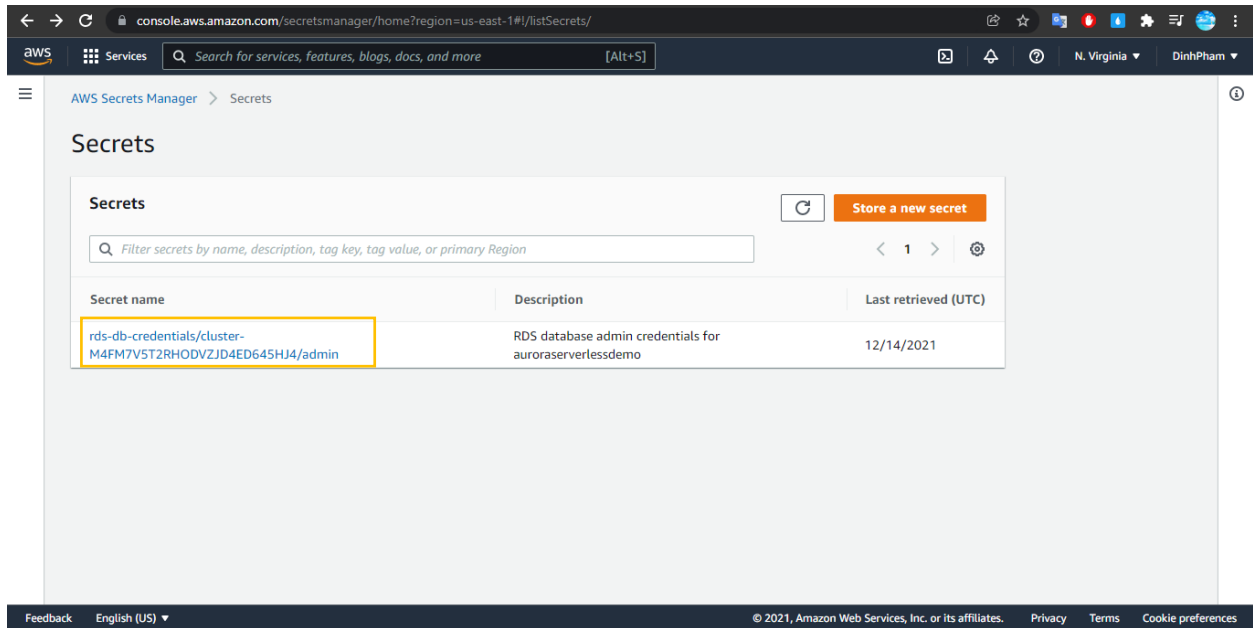 console.aws.amazon.com/secretsmanager/home?region=us-east-1#!/listSecrets/
aws
Services
Search for services, features, blogs, docs, and more
[Alt+S]
N. Virginia ▼
DinhPham ▼
AWS Secrets Manager > Secrets
Secrets
Secrets
Store a new secret
Filter secrets by name, description, tag key, tag value, or primary Region
< 1 >
Secret name
Description
Last retrieved (UTC)
rds-db-credentials/cluster-
M4FM7V5T2RHODVZJD4ED645HJ4/admin
RDS database admin credentials for
auroraserverlessdemo
12/14/2021
Feedback
English (US) ▼
© 2021, Amazon Web Services, Inc. or its affiliates.
Privacy
Terms
Cookie preferences